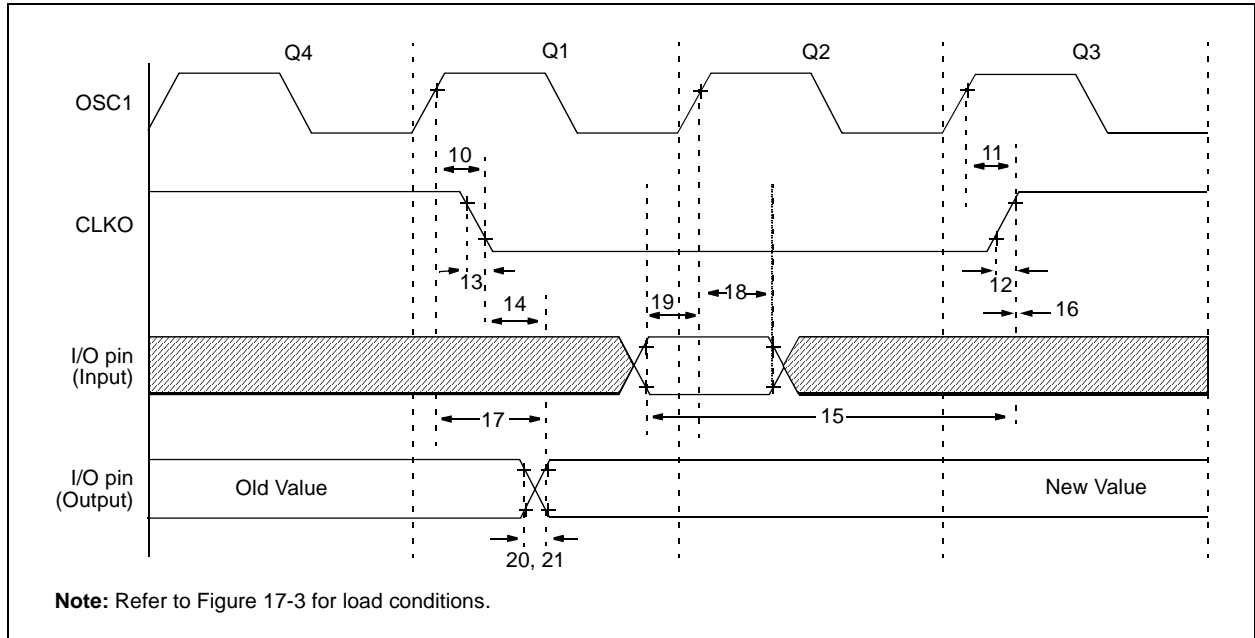 Q4
Q1
Q2
Q3
OSC1
10
11
CLKO
13
12
14
19
18
16
I/O pin
(Input)
17
15
I/O pin
(Output)
Old Value
New Value
20, 21
Note: Refer to Figure 17-3 for load conditions.